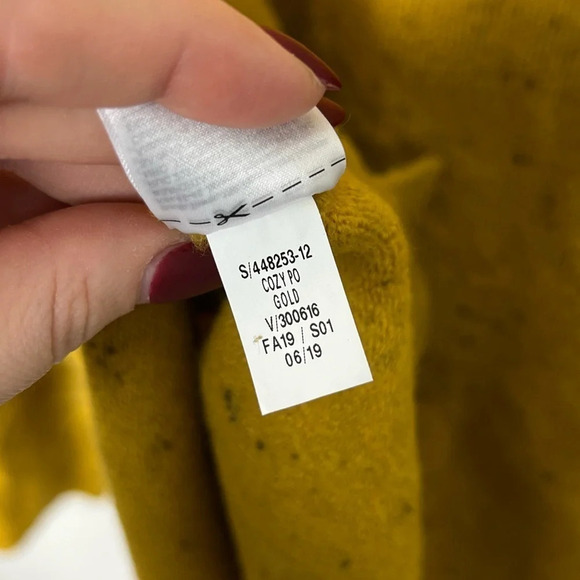 S/448253-12
COZY PO
GOLD
V/300616
FA19 / S01
06/19